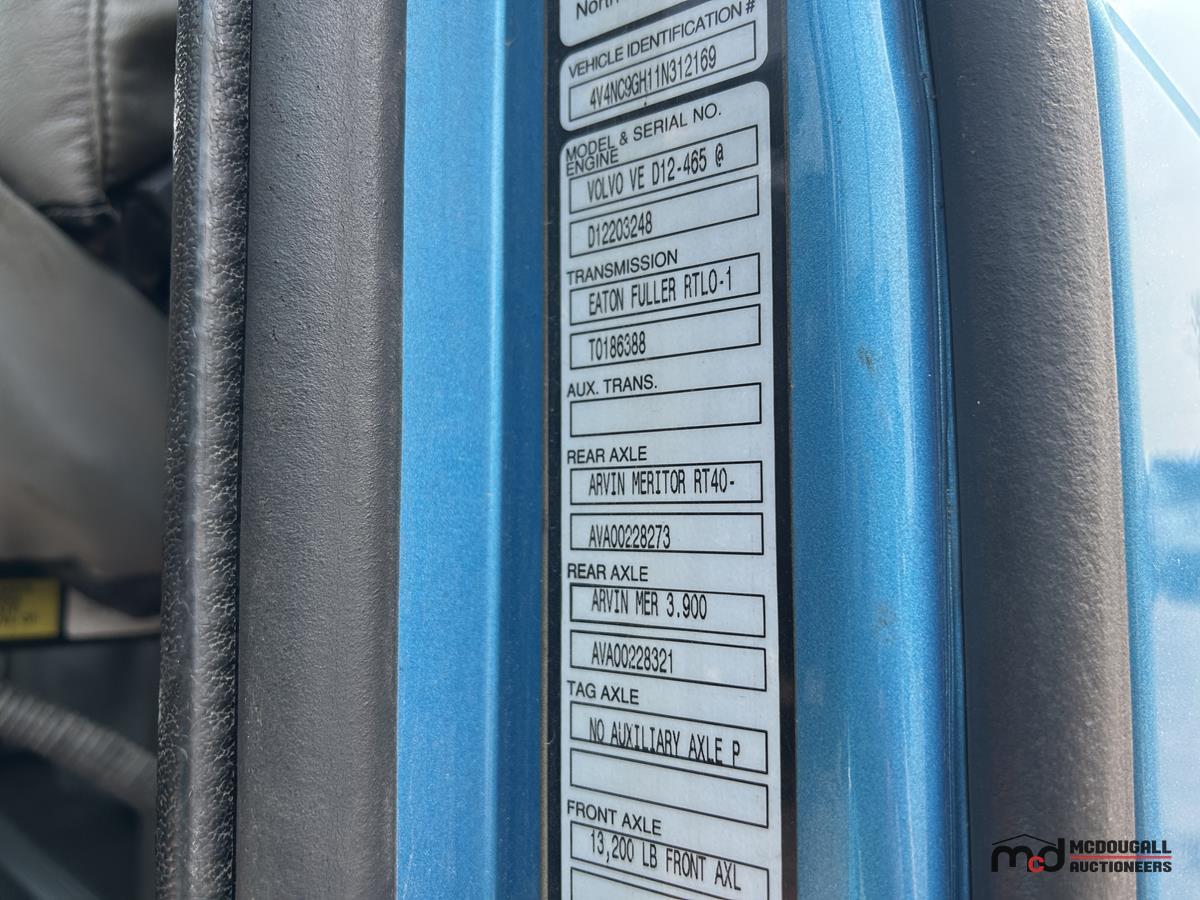 North
VEHICLE IDENTIFICATION #
4V4NC9GH11N312169
MODEL & SERIAL NO.
ENGINE
VOLVO VE D12-465 @
D12203248
TRANSMISSION
EATON FULLER RTLO-1
T0186388
AUX. TRANS.
REAR AXLE
ARVIN MERITOR RT40-
AVA00228273
REAR AXLE
ARVIN MER 3.900
AVA00228321
TAG AXLE
NO AUXILIARY AXLE P
FRONT AXLE
13,200 LB FRONT AXL
mcd MCDOUGALL
AUCTIONEERS